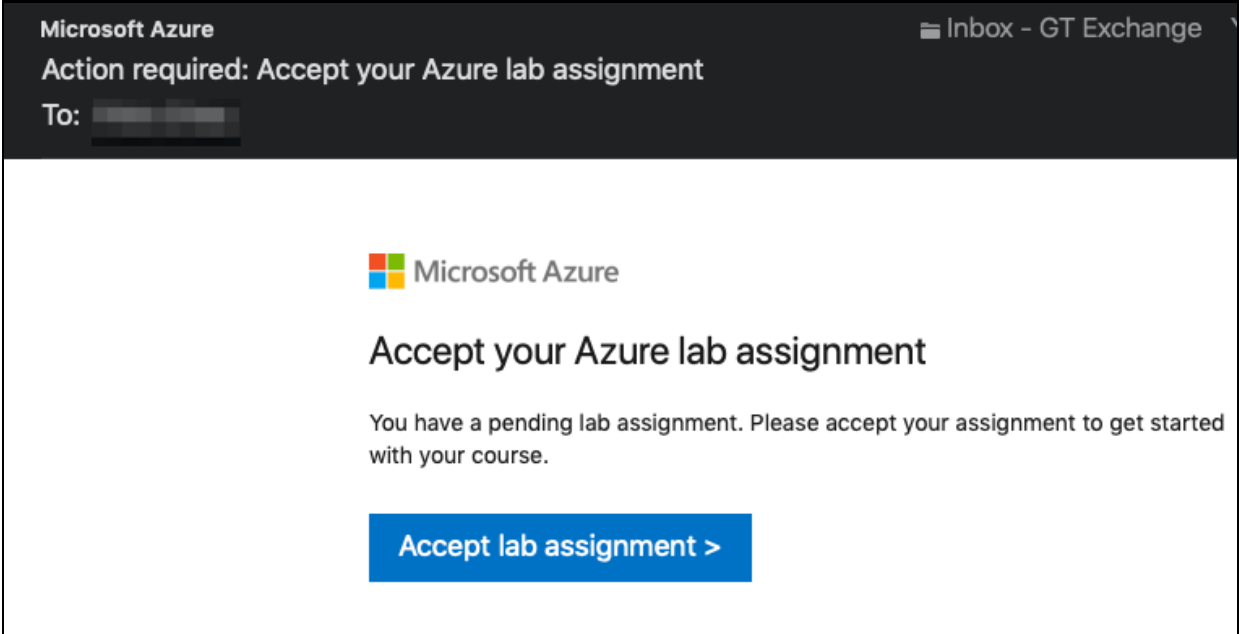 Microsoft Azure
Inbox - GT Exchange
Action required: Accept your Azure lab assignment
To:
Microsoft Azure
Accept your Azure lab assignment
You have a pending lab assignment. Please accept your assignment to get started
with your course.
Accept lab assignment >